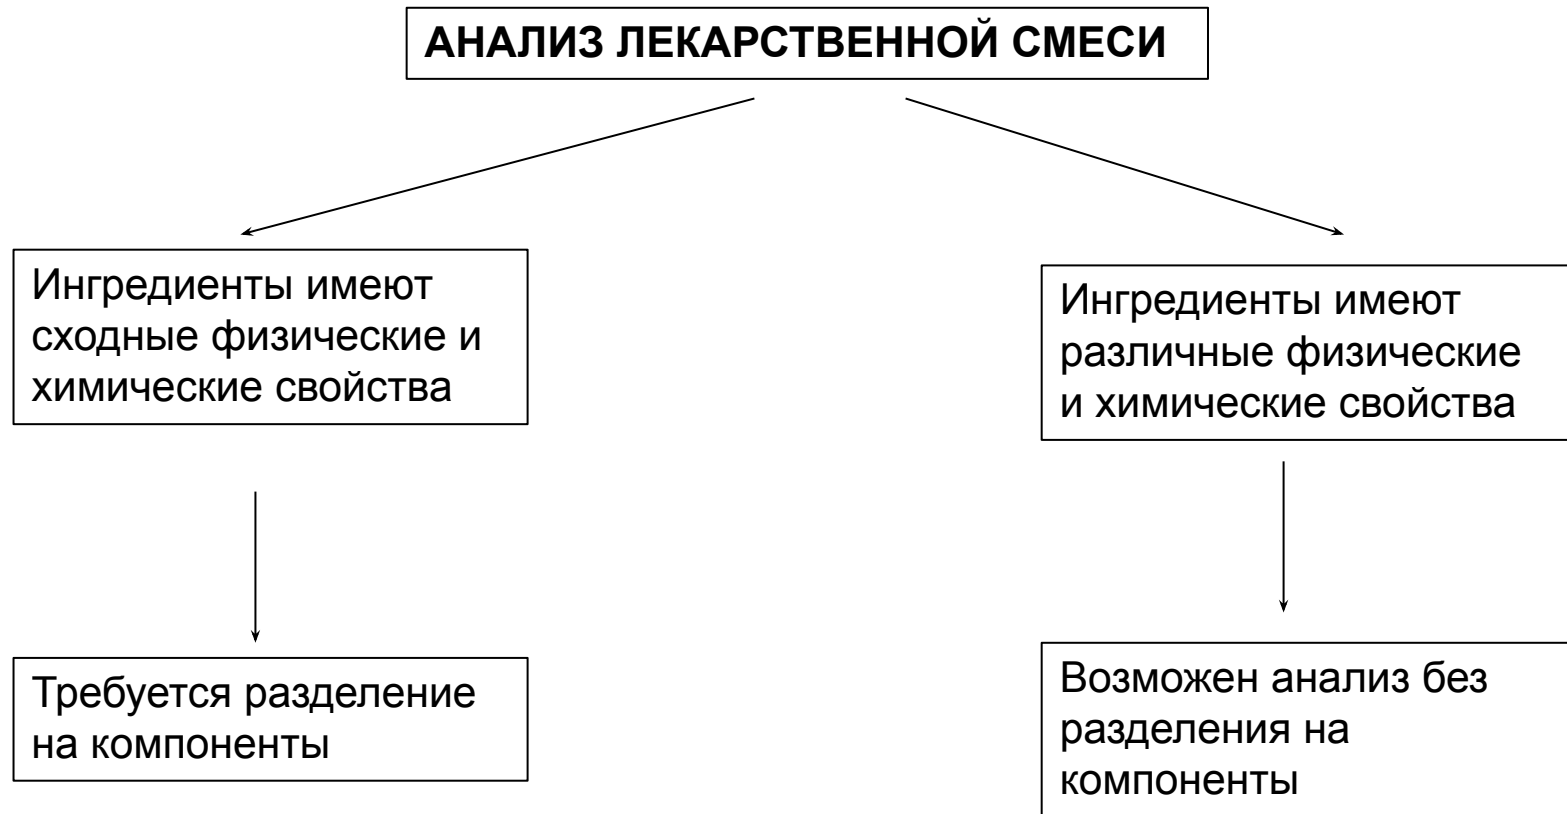 АНАЛИЗ ЛЕКАРСТВЕННОЙ СМЕСИ
Ингредиенты имеют
сходные физические и
химические свойства
Ингредиенты имеют
различные физические
и химические свойства
Требуется разделение
на компоненты
Возможен анализ без
разделения на
компоненты